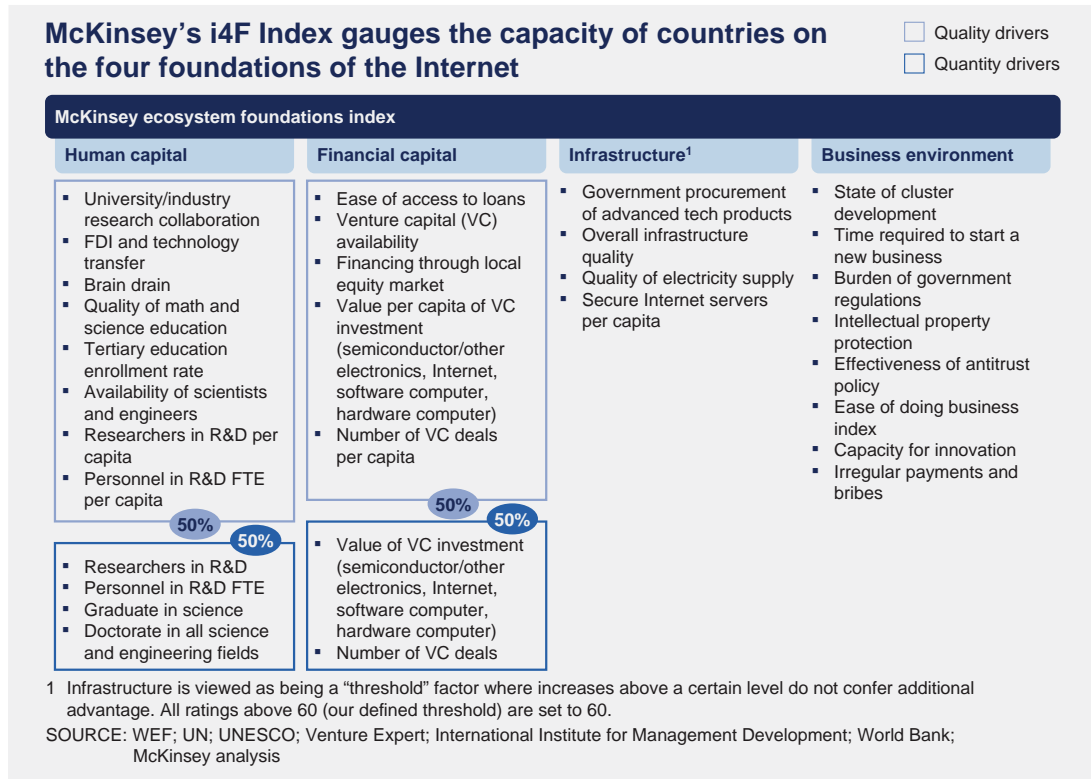 McKinsey's i4F Index gauges the capacity of countries on
the four foundations of the Internet
Quality drivers
Quantity drivers
McKinsey ecosystem foundations index
Human capital
▪ University/industry
research collaboration
▪ FDI and technology
transfer
▪ Brain drain
▪ Quality of math and
science education
▪ Tertiary education
enrollment rate
▪ Availability of scientists
and engineers
▪ Researchers in R&D per
capita
▪ Personnel in R&D FTE
per capita
50%
50%
▪ Researchers in R&D
▪ Personnel in R&D FTE
▪ Graduate in science
▪ Doctorate in all science
and engineering fields
Financial capital
▪ Ease of access to loans
▪ Venture capital (VC)
availability
▪ Financing through local
equity market
▪ Value per capita of VC
investment
(semiconductor/other
electronics, Internet,
software computer,
hardware computer)
▪ Number of VC deals
per capita
50%
50%
▪ Value of VC investment
(semiconductor/other
electronics, Internet,
software computer,
hardware computer)
▪ Number of VC deals
Infrastructure1
▪ Government procurement
of advanced tech products
▪ Overall infrastructure
quality
▪ Quality of electricity supply
▪ Secure Internet servers
per capita
Business environment
▪ State of cluster
development
▪ Time required to start a
new business
▪ Burden of government
regulations
▪ Intellectual property
protection
▪ Effectiveness of antitrust
policy
▪ Ease of doing business
index
▪ Capacity for innovation
▪ Irregular payments and
bribes
1 Infrastructure is viewed as being a “threshold” factor where increases above a certain level do not confer additional
advantage. All ratings above 60 (our defined threshold) are set to 60.
SOURCE: WEF; UN; UNESCO; Venture Expert; International Institute for Management Development; World Bank;
McKinsey analysis